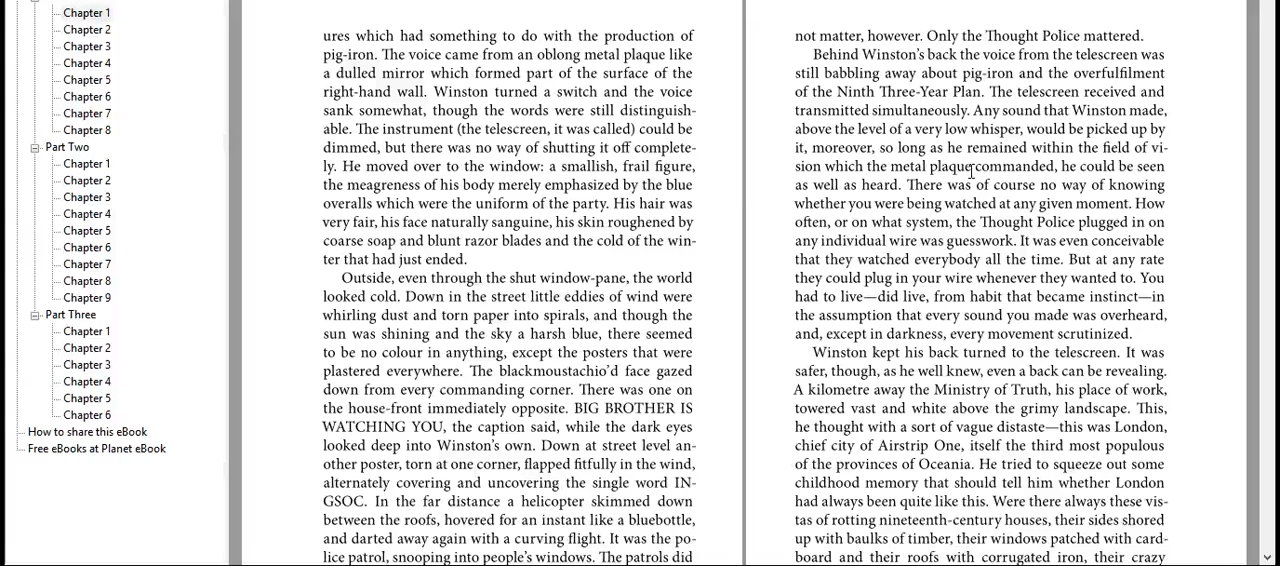 Chapter 1
Chapter 2
Chapter 3
Chapter 4
Chapter 5
Chapter 6
Chapter 7
Chapter 8
Part Two
Chapter 1
Chapter 2
Chapter 3
Chapter 4
Chapter 5
Chapter 6
Chapter 7
Chapter 8
Chapter 9
Part Three
Chapter 1
Chapter 2
Chapter 3
Chapter 4
Chapter 5
Chapter 6
How to share this eBook
Free eBooks at Planet eBook
ures which had something to do with the production of
pig-iron. The voice came from an oblong metal plaque like
a dulled mirror which formed part of the surface of the
right-hand wall. Winston turned a switch and the voice
sank somewhat, though the words were still distinguish-
able. The instrument (the telescreen, it was called) could be
dimmed, but there was no way of shutting it off complete-
ly. He moved over to the window: a smallish, frail figure,
the meagreness of his body merely emphasized by the blue
overalls which were the uniform of the party. His hair was
very fair, his face naturally sanguine, his skin roughened by
coarse soap and blunt razor blades and the cold of the win-
ter that had just ended.
Outside, even through the shut window-pane, the world
looked cold. Down in the street little eddies of wind were
whirling dust and torn paper into spirals, and though the
sun was shining and the sky a harsh blue, there seemed
to be no colour in anything, except the posters that were
plastered everywhere. The blackmoustachio'd face gazed
down from every commanding corner. There was one on
the house-front immediately opposite. BIG BROTHER IS
WATCHING YOU, the caption said, while the dark eyes
looked deep into Winston's own. Down at street level an-
other poster, torn at one corner, flapped fitfully in the wind,
alternately covering and uncovering the single word IN-
GSOC. In the far distance a helicopter skimmed down
between the roofs, hovered for an instant like a bluebottle,
and darted away again with a curving flight. It was the po-
lice patrol, snooping into people's windows. The patrols did
not matter, however. Only the Thought Police mattered.
Behind Winston's back the voice from the telescreen was
still babbling away about pig-iron and the overfulfilment
of the Ninth Three-Year Plan. The telescreen received and
transmitted simultaneously. Any sound that Winston made,
above the level of a very low whisper, would be picked up by
it, moreover, so long as he remained within the field of vi-
sion which the metal plaque commanded, he could be seen
as well as heard. There was of course no way of knowing
whether you were being watched at any given moment. How
often, or on what system, the Thought Police plugged in on
any individual wire was guesswork. It was even conceivable
that they watched everybody all the time. But at any rate
they could plug in your wire whenever they wanted to. You
had to live—did live, from habit that became instinct—in
the assumption that every sound you made was overheard,
and, except in darkness, every movement scrutinized.
Winston kept his back turned to the telescreen. It was
safer, though, as he well knew, even a back can be revealing.
A kilometre away the Ministry of Truth, his place of work,
towered vast and white above the grimy landscape. This,
he thought with a sort of vague distaste—this was London,
chief city of Airstrip One, itself the third most populous
of the provinces of Oceania. He tried to squeeze out some
childhood memory that should tell him whether London
had always been quite like this. Were there always these vis-
tas of rotting nineteenth-century houses, their sides shored
up with baulks of timber, their windows patched with card-
board and their roofs with corrugated iron, their crazy